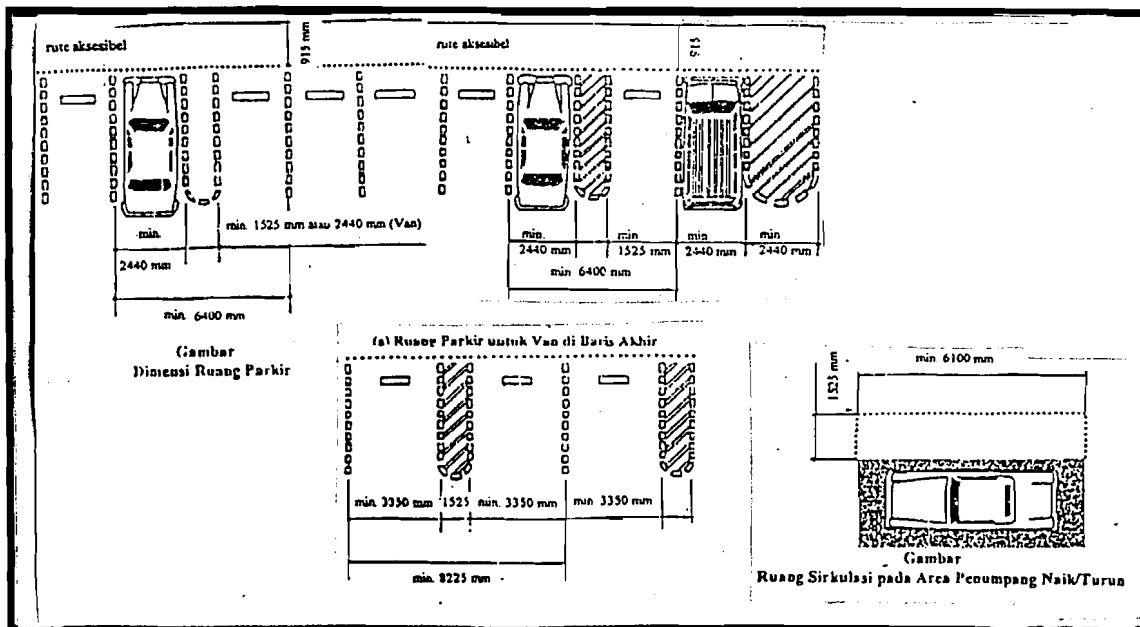 rute aksesibel
915 mm
min.
2440 mm
min. 1525 mm atau 2440 mm (Van)
min. 6400 mm
Gambar
Dimensi Ruang Parkir
rute aksesibel
915
min. min min min
2440 mm 1525 mm 2440 mm 2440 mm
min 6400 mm
(a) Ruang Parkir untuk Van di Baris Akhir
min. 3350 mm 1525 min. 3350 mm min. 3350 mm
min. 8225 mm
min. 6100 mm
1525 mm
Gambar
Ruang Sirkulasi pada Area Penumpang Naik/Turun